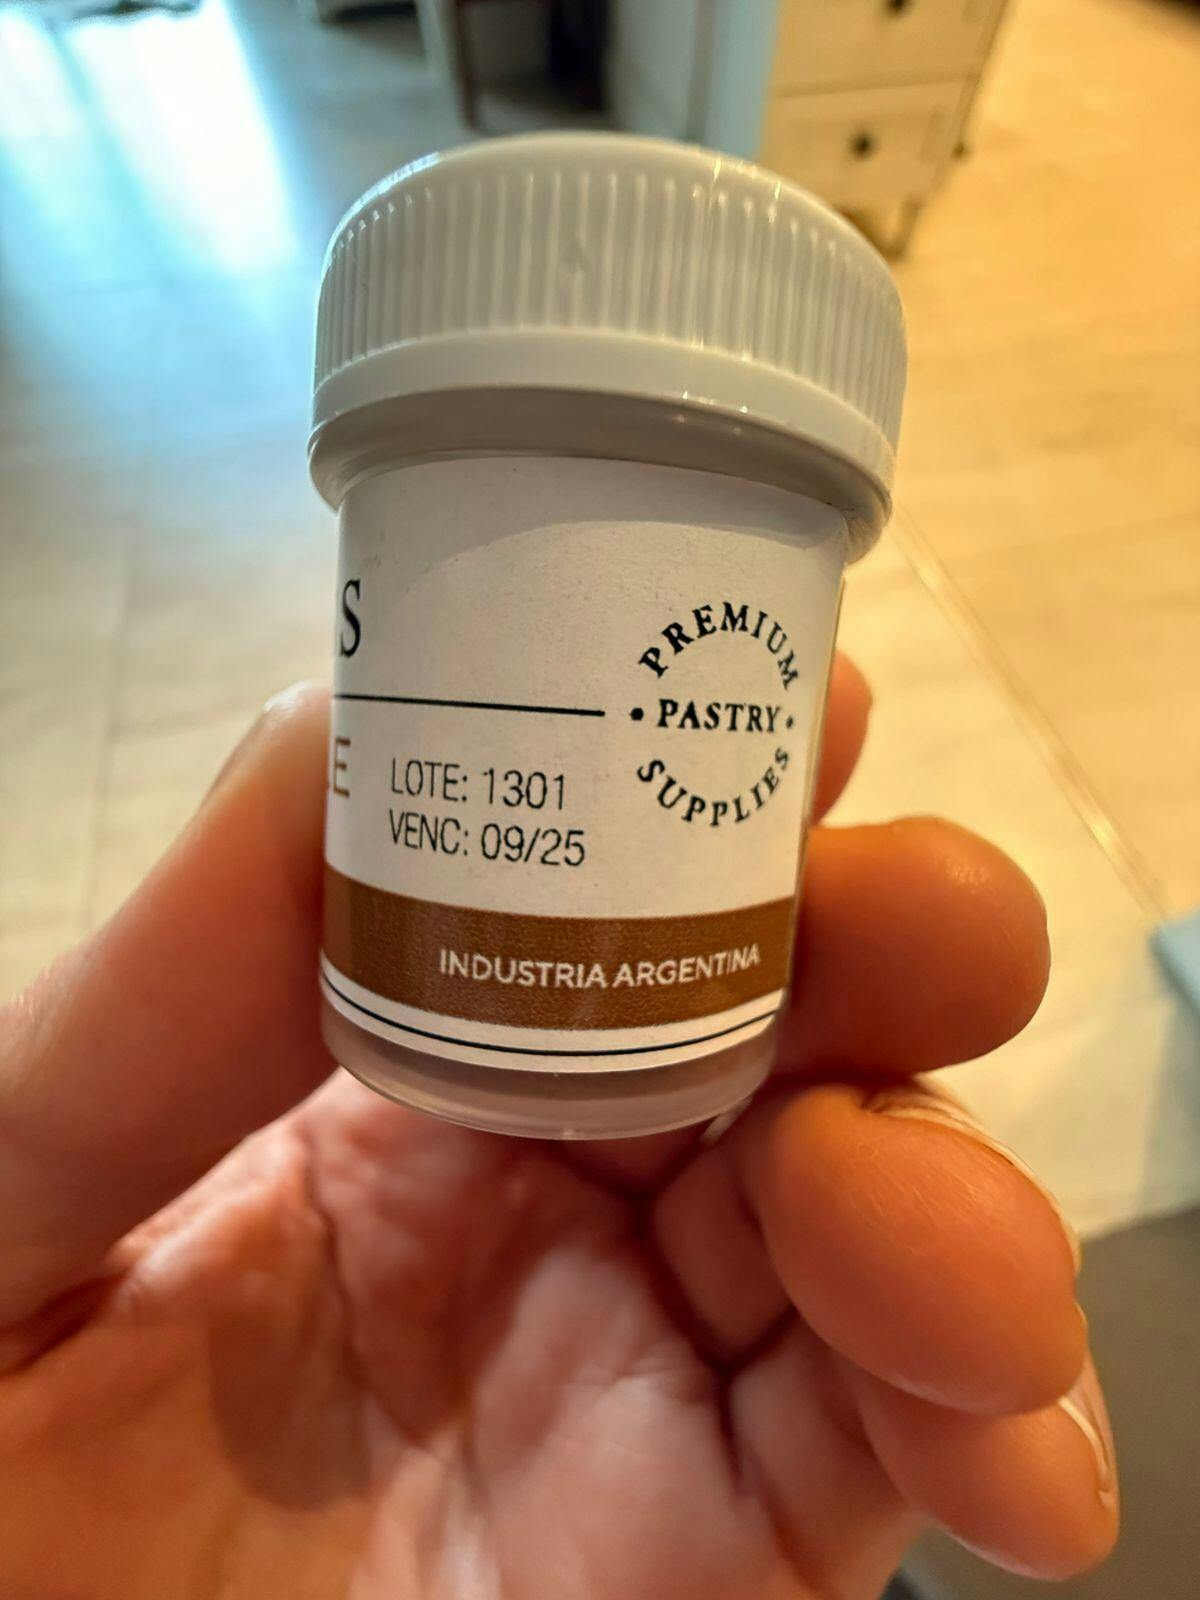 S
E
LOTE: 1301
VENC: 09/25
PREMIUM
• PASTRY •
SUPPLIES
INDUSTRIA ARGENTINA